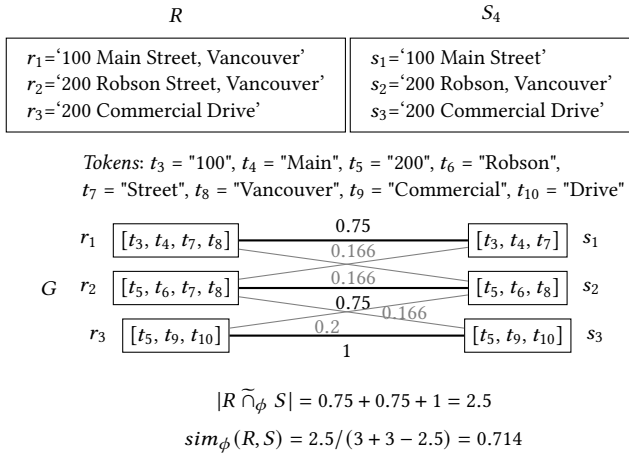 R S₄
r₁=‘100 Main Street, Vancouver’ s₁=‘100 Main Street’
r₂=‘200 Robson Street, Vancouver’ s₂=‘200 Robson, Vancouver’
r₃=‘200 Commercial Drive’ s₃=‘200 Commercial Drive’
Tokens: t₃ = "100", t₄ = "Main", t₅ = "200", t₆ = "Robson",
t₇ = "Street", t₈ = "Vancouver", t₉ = "Commercial", t₁₀ = "Drive"
0.75
r₁ [t₃, t₄, t₇, t₈] [t₃, t₄, t₇] s₁
0.166
0.166
G r₂ [t₅, t₆, t₇, t₈] [t₅, t₆, t₈] s₂
0.75
0.166
0.2
r₃ [t₅, t₉, t₁₀] [t₅, t₉, t₁₀] s₃
1
|R ∩̃_ϕ S| = 0.75 + 0.75 + 1 = 2.5
sim_ϕ(R, S) = 2.5/(3 + 3 − 2.5) = 0.714